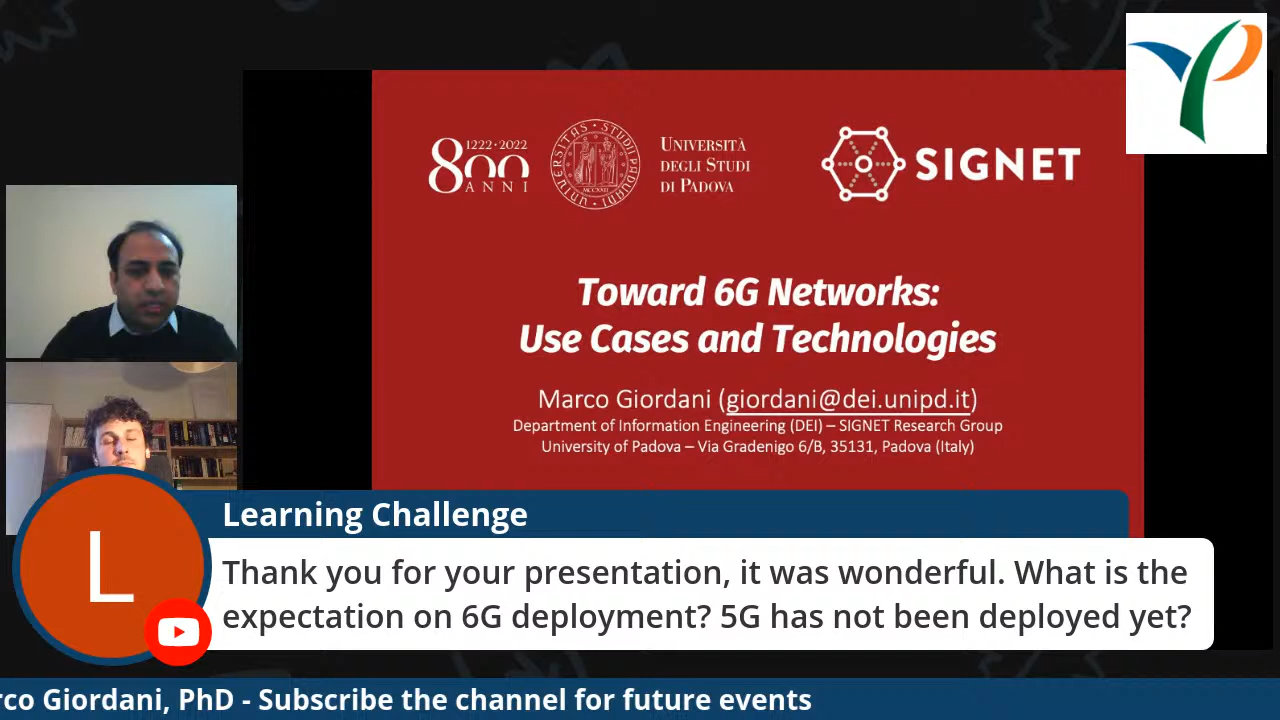 1222·2022
800
ANNI
UNIVERSITÀ
DEGLI STUDI
DI PADOVA
SIGNET
Toward 6G Networks:
Use Cases and Technologies
Marco Giordani (giordani@dei.unipd.it)
Department of Information Engineering (DEI) – SIGNET Research Group
University of Padova – Via Gradenigo 6/B, 35131, Padova (Italy)
L
Learning Challenge
Thank you for your presentation, it was wonderful. What is the
expectation on 6G deployment? 5G has not been deployed yet?
rco Giordani, PhD - Subscribe the channel for future events